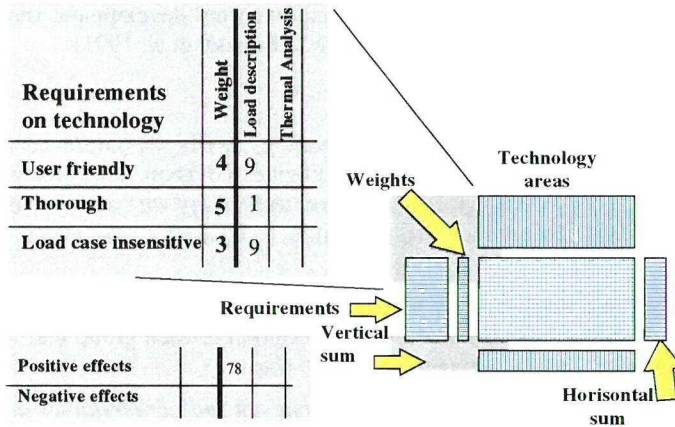 Requirements
on technology
Weight
Load description
Thermal Analysis
User friendly 4 9
Thorough 5 1
Load case insensitive 3 9
Positive effects 78
Negative effects
Technology
areas
Weights
Requirements
Vertical
sum
Horisontal
sum